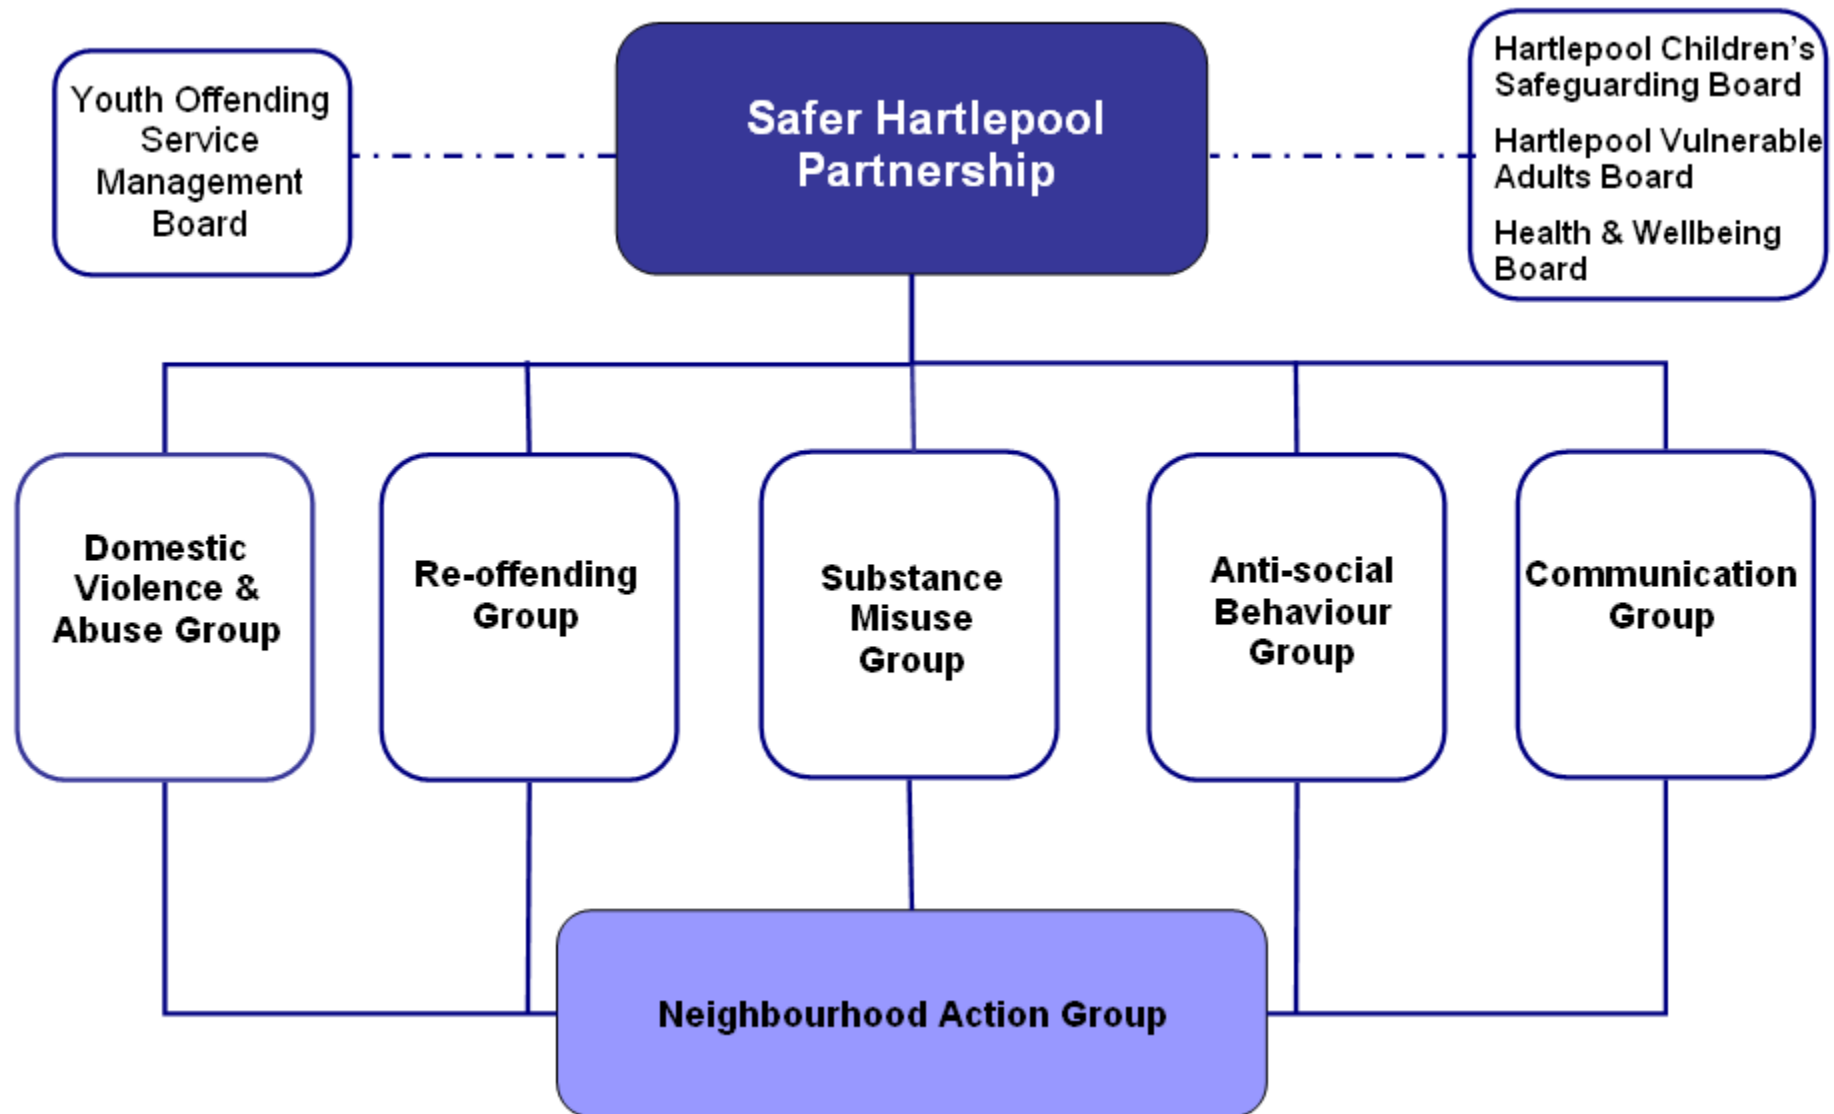 Youth Offending
Service
Management
Board
Safer Hartlepool
Partnership
Hartlepool Children's
Safeguarding Board
Hartlepool Vulnerable
Adults Board
Health & Wellbeing
Board
Domestic
Violence &
Abuse Group
Re-offending
Group
Substance
Misuse
Group
Anti-social
Behaviour
Group
Communication
Group
Neighbourhood Action Group